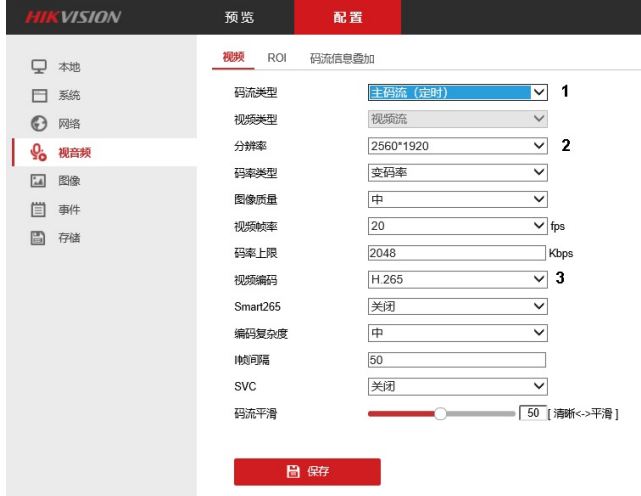 HIKVISION 预览 配置
视频 ROI 码流信息叠加
本地
系统
网络
视音频
图像
事件
存储
码流类型 主码流（定时） 1
视频类型 视频流
分辨率 2560*1920 2
码率类型 变码率
图像质量 中
视频帧率 20 fps
码率上限 2048 Kbps
视频编码 H.265 3
Smart265 关闭
编码复杂度 中
I帧间隔 50
SVC 关闭
码流平滑 50 [ 清晰<->平滑 ]
保存